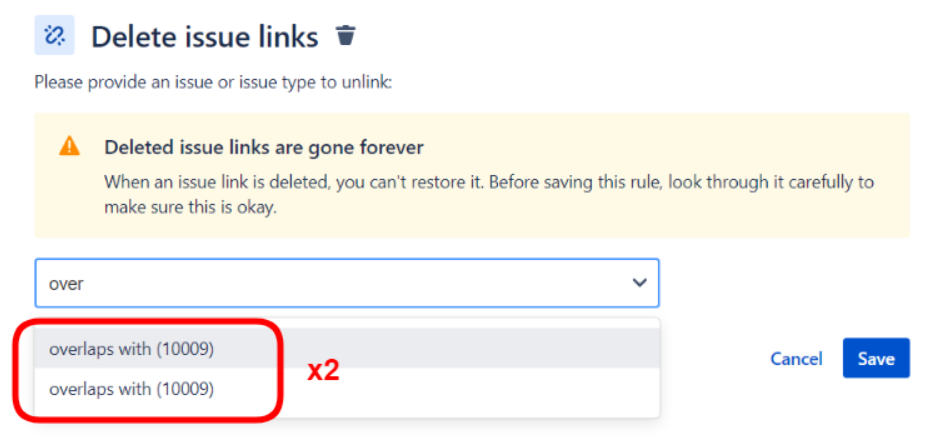 Delete issue links
Please provide an issue or issue type to unlink:
Deleted issue links are gone forever
When an issue link is deleted, you can't restore it. Before saving this rule, look through it carefully to
make sure this is okay.
over
overlaps with (10009)
overlaps with (10009)
x2
Cancel Save